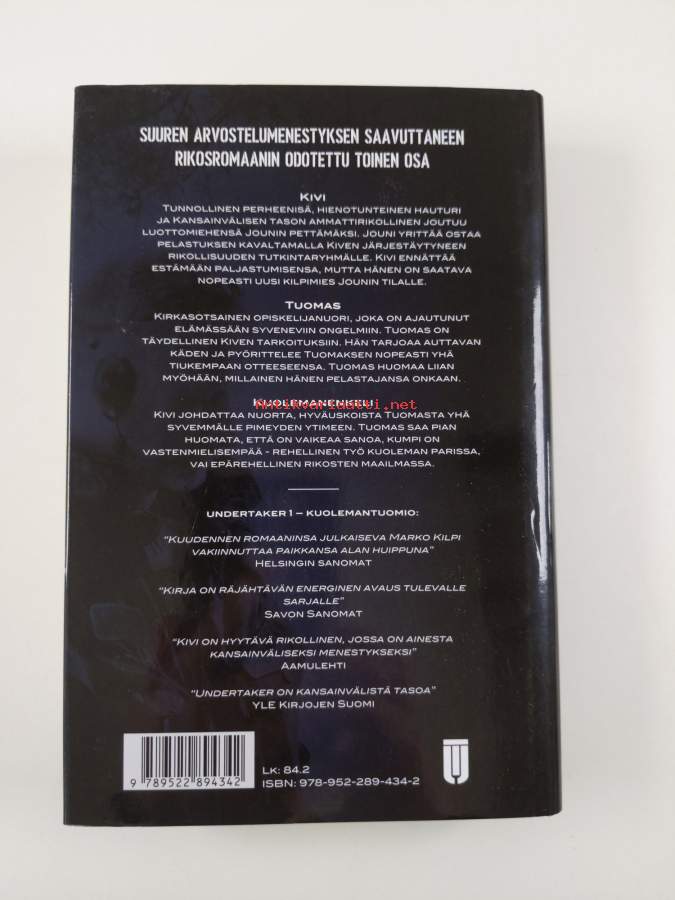 SUUREN ARVOSTELUMENESTYKSEN SAAVUTTANEEN
RIKOSROMAANIN ODOTETTU TOINEN OSA
KIVI
TUNNOLLINEN PERHEENISÄ, HIENOTUNTEINEN HAUTURI
JA KANSAINVÄLISEN TASON AMMATTIRIKOLLINEN JOUTUU
LUOTTOMIEHENSÄ JOUNIN PETTÄMÄKSI. JOUNI YRITTÄÄ OSTAA
PELASTUKSEN KAVALTAMALLA KIVEN JÄRJESTÄYTYNEEN
RIKOLLISUUDEN TUTKINTARYHMÄLLE. KIVI ENNÄTTÄÄ
ESTÄMÄÄN PALJASTUMISENSA, MUTTA HÄNEN ON SAATAVA
NOPEASTI UUSI KILPIMIES JOUNIN TILALLE.
TUOMAS
KIRKASOTSAINEN OPISKELIJANUORI, JOKA ON AJAUTUNUT
ELÄMÄSSÄÄN SYVENEVIIN ONGELMIIN. TUOMAS ON
TÄYDELLINEN KIVEN TARKOITUKSIIN. HÄN TARJOAA AUTTAVAN
KÄDEN JA PYÖRITTELEE TUOMAKSEN NOPEASTI YHÄ
TIUKEMPAAN OTTEESEENSA. TUOMAS HUOMAA LIIAN
MYÖHÄÄN, MILLAINEN HÄNEN PELASTAJANSA ONKAAN.
KUOLEMANENKELI
Antikvariaatti.net
KIVI JOHDATTAA NUORTA, HYVÄUSKOISTA TUOMASTA YHÄ
SYVEMMÄLLE PIMEYDEN YTIMEEN. TUOMAS SAA PIAN
HUOMATA, ETTÄ ON VAIKEAA SANOA, KUMPI ON
VASTENMIELISEMPÄÄ - REHELLINEN TYÖ KUOLEMAN PARISSA,
VAI EPÄREHELLINEN RIKOSTEN MAAILMASSA.
UNDERTAKER 1 – KUOLEMANTUOMIO:
"KUUDENNEN ROMAANINSA JULKAISEVA MARKO KILPI
VAKIINNUTTAA PAIKKANSA ALAN HUIPPUNA"
HELSINGIN SANOMAT
"KIRJA ON RÄJÄHTÄVÄN ENERGINEN AVAUS TULEVALLE
SARJALLE"
SAVON SANOMAT
"KIVI ON HYYTÄVÄ RIKOLLINEN, JOSSA ON AINESTA
KANSAINVÄLISEKSI MENESTYKSEKSI"
AAMULEHTI
"UNDERTAKER ON KANSAINVÄLISTÄ TASOA"
YLE KIRJOJEN SUOMI
9 789522 894342
LK: 84.2
ISBN: 978-952-289-434-2